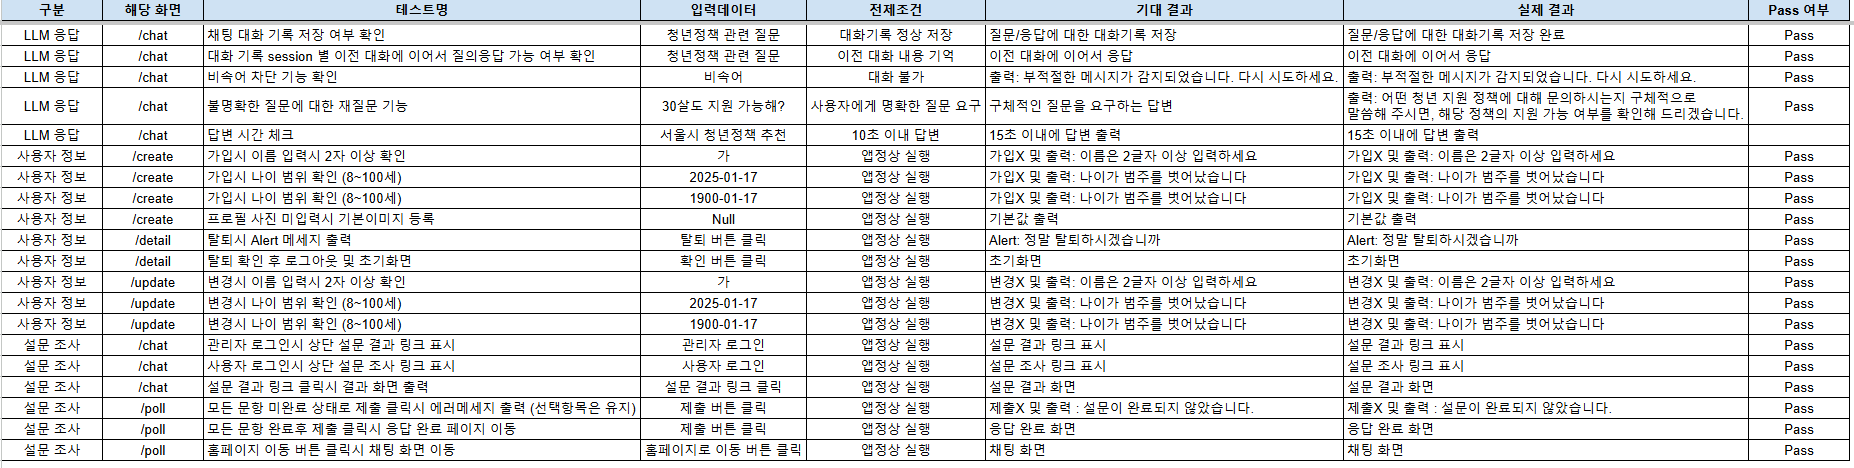 구분 해당 화면 테스트명 입력데이터 전제조건 기대 결과 실제 결과 Pass 여부
LLM 응답 /chat 채팅 대화 기록 저장 여부 확인 청년정책 관련 질문 대화기록 정상 저장 질문/응답에 대한 대화기록 저장 질문/응답에 대한 대화기록 저장 완료 Pass
LLM 응답 /chat 대화 기록 session 별 이전 대화에 이어서 질의응답 가능 여부 확인 청년정책 관련 질문 이전 대화 내용 기억 이전 대화에 이어서 응답 이전 대화에 이어서 응답 Pass
LLM 응답 /chat 비속어 차단 기능 확인 비속어 대화 불가 출력: 부적절한 메시지가 감지되었습니다. 다시 시도하세요. 출력: 부적절한 메시지가 감지되었습니다. 다시 시도하세요. Pass
LLM 응답 /chat 불명확한 질문에 대한 재질문 기능 30살도 지원 가능해? 사용자에게 명확한 질문 요구 구체적인 질문을 요구하는 답변 출력: 어떤 청년 지원 정책에 대해 문의하시는지 구체적으로
말씀해 주시면, 해당 정책의 지원 가능 여부를 확인해 드리겠습니다. Pass
LLM 응답 /chat 답변 시간 체크 서울시 청년정책 추천 10초 이내 답변 15초 이내에 답변 출력 15초 이내에 답변 출력
사용자 정보 /create 가입시 이름 입력시 2자 이상 확인 가 앱정상 실행 가입X 및 출력: 이름은 2글자 이상 입력하세요 가입X 및 출력: 이름은 2글자 이상 입력하세요 Pass
사용자 정보 /create 가입시 나이 범위 확인 (8~100세) 2025-01-17 앱정상 실행 가입X 및 출력: 나이가 범주를 벗어났습니다 가입X 및 출력: 나이가 범주를 벗어났습니다 Pass
사용자 정보 /create 가입시 나이 범위 확인 (8~100세) 1900-01-17 앱정상 실행 가입X 및 출력: 나이가 범주를 벗어났습니다 가입X 및 출력: 나이가 범주를 벗어났습니다 Pass
사용자 정보 /create 프로필 사진 미입력시 기본이미지 등록 Null 앱정상 실행 기본값 출력 기본값 출력 Pass
사용자 정보 /detail 탈퇴시 Alert 메세지 출력 탈퇴 버튼 클릭 앱정상 실행 Alert: 정말 탈퇴하시겠습니까 Alert: 정말 탈퇴하시겠습니까 Pass
사용자 정보 /detail 탈퇴 확인 후 로그아웃 및 초기화면 확인 버튼 클릭 앱정상 실행 초기화면 초기화면 Pass
사용자 정보 /update 변경시 이름 입력시 2자 이상 확인 가 앱정상 실행 변경X 및 출력: 이름은 2글자 이상 입력하세요 변경X 및 출력: 이름은 2글자 이상 입력하세요 Pass
사용자 정보 /update 변경시 나이 범위 확인 (8~100세) 2025-01-17 앱정상 실행 변경X 및 출력: 나이가 범주를 벗어났습니다 변경X 및 출력: 나이가 범주를 벗어났습니다 Pass
사용자 정보 /update 변경시 나이 범위 확인 (8~100세) 1900-01-17 앱정상 실행 변경X 및 출력: 나이가 범주를 벗어났습니다 변경X 및 출력: 나이가 범주를 벗어났습니다 Pass
설문 조사 /chat 관리자 로그인시 상단 설문 결과 링크 표시 관리자 로그인 앱정상 실행 설문 결과 링크 표시 설문 결과 링크 표시 Pass
설문 조사 /chat 사용자 로그인시 상단 설문 조사 링크 표시 사용자 로그인 앱정상 실행 설문 조사 링크 표시 설문 조사 링크 표시 Pass
설문 조사 /chat 설문 결과 링크 클릭시 결과 화면 출력 설문 결과 링크 클릭 앱정상 실행 설문 결과 화면 설문 결과 화면 Pass
설문 조사 /poll 모든 문항 미완료 상태로 제출 클릭시 에러메세지 출력 (선택항목은 유지) 제출 버튼 클릭 앱정상 실행 제출X 및 출력 : 설문이 완료되지 않았습니다. 제출X 및 출력 : 설문이 완료되지 않았습니다. Pass
설문 조사 /poll 모든 문항 완료후 제출 클릭시 응답 완료 페이지 이동 제출 버튼 클릭 앱정상 실행 응답 완료 화면 응답 완료 화면 Pass
설문 조사 /poll 홈페이지 이동 버튼 클릭시 채팅 화면 이동 홈페이지로 이동 버튼 클릭 앱정상 실행 채팅 화면 채팅 화면 Pass